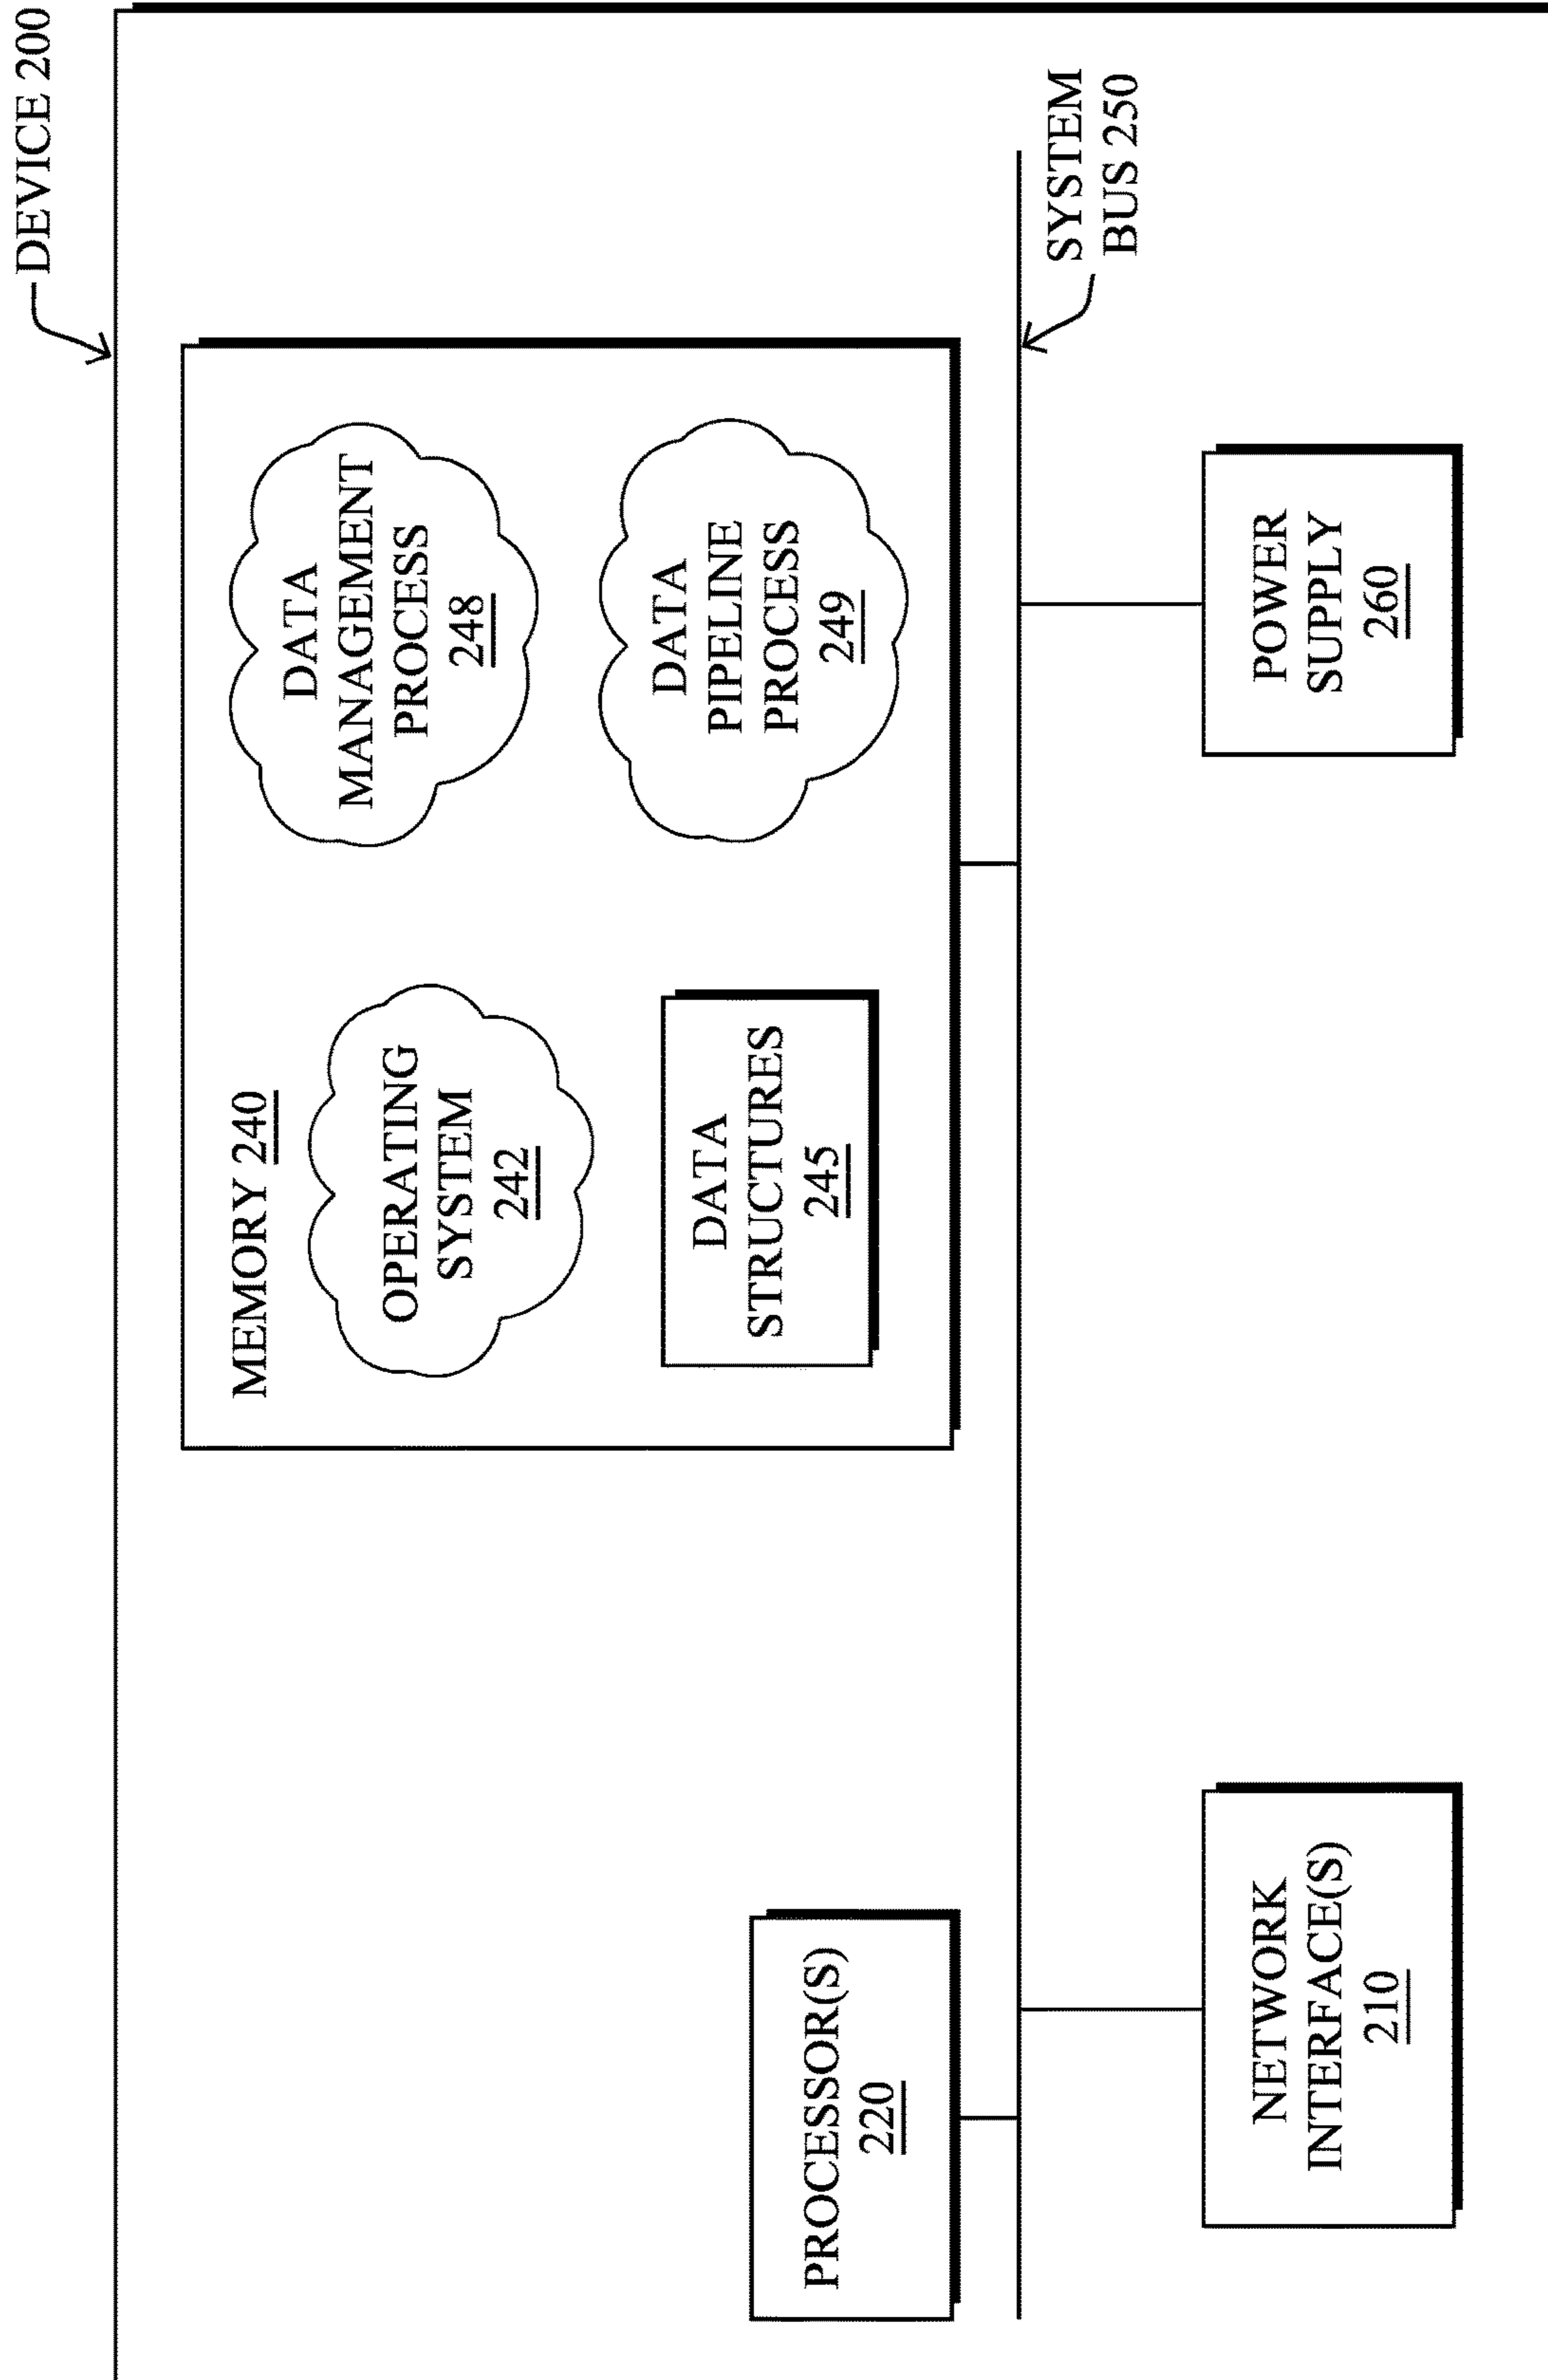 DEVICE 200
MEMORY 240
OPERATING
SYSTEM
242
DATA
MANAGEMENT
PROCESS
248
DATA
STRUCTURES
245
DATA
PIPELINE
PROCESS
249
PROCESSOR(S)
220
SYSTEM
BUS 250
NETWORK
INTERFACE(S)
210
POWER
SUPPLY
260